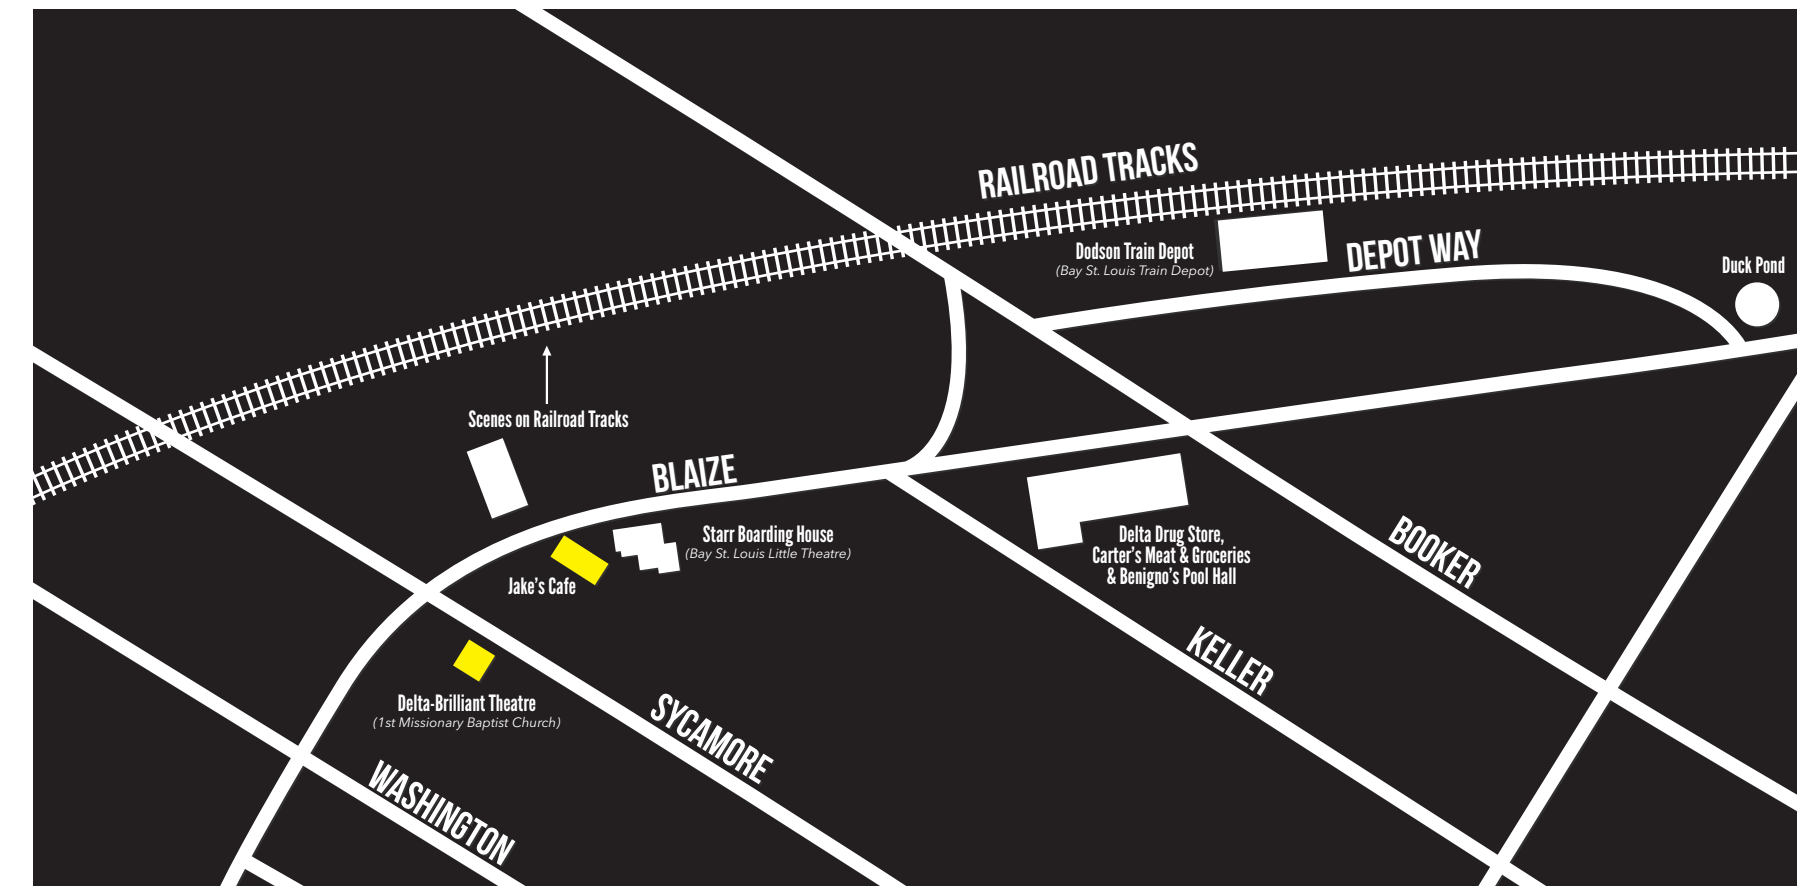 RAILROAD TRACKS
Dodson Train Depot
(Bay St. Louis Train Depot)
DEPOT WAY
Duck Pond
Scenes on Railroad Tracks
BLAIZE
Starr Boarding House
(Bay St. Louis Little Theatre)
Jake's Cafe
Delta Drug Store,
Carter's Meat & Groceries
& Benigno's Pool Hall
BOOKER
KELLER
Delta-Brilliant Theatre
(1st Missionary Baptist Church)
SYCAMORE
WASHINGTON